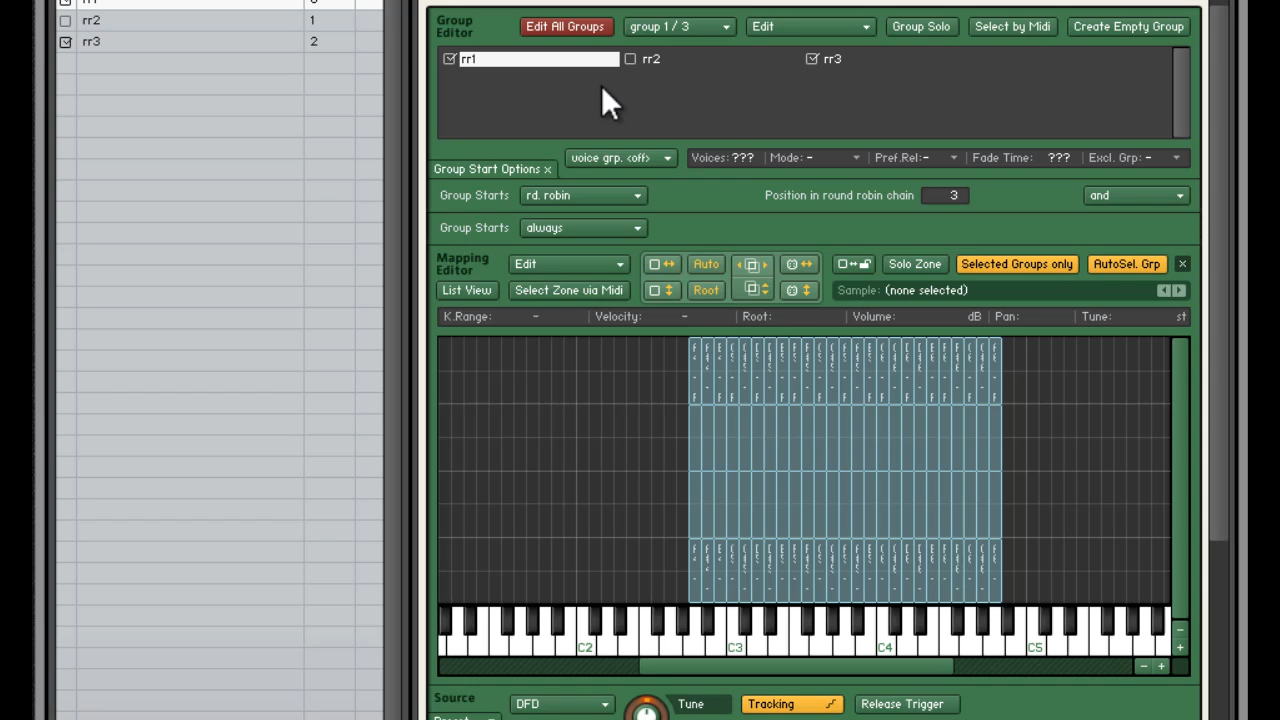 rr2 1
rr3 2
Group Editor Edit All Groups group 1 / 3 Edit Group Solo Select by Midi Create Empty Group
rr1 rr2 rr3
voice grp. <off> Voices: ??? Mode: - Pref.Rel:- Fade Time: ??? Excl. Grp: -
Group Start Options ×
Group Starts rd. robin Position in round robin chain 3 and
Group Starts always
Mapping Editor Edit Auto Solo Zone Selected Groups only AutoSel. Grp
List View Select Zone via Midi Root Sample: (none selected)
K.Range: - Velocity: - Root: Volume: dB Pan: Tune: st
C2 C3 C4 C5
Source DFD Tune Tracking Release Trigger